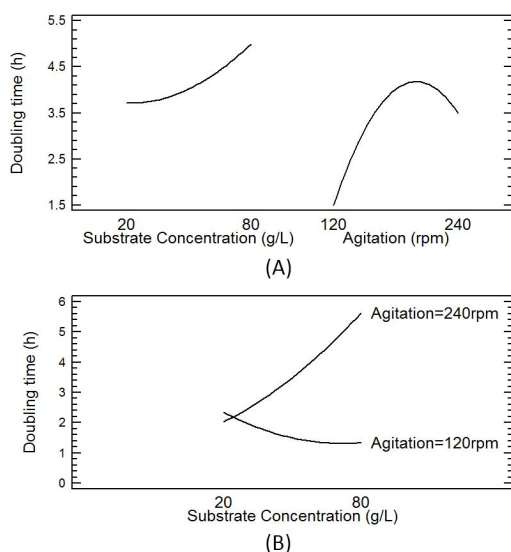 5.5
4.5
3.5
2.5
1.5
Doubling time (h)
20 80 120 240
Substrate Concentration (g/L) Agitation (rpm)
(A)
6
5
4
3
2
1
0
Doubling time (h)
Agitation=240rpm
Agitation=120rpm
20 80
Substrate Concentration (g/L)
(B)